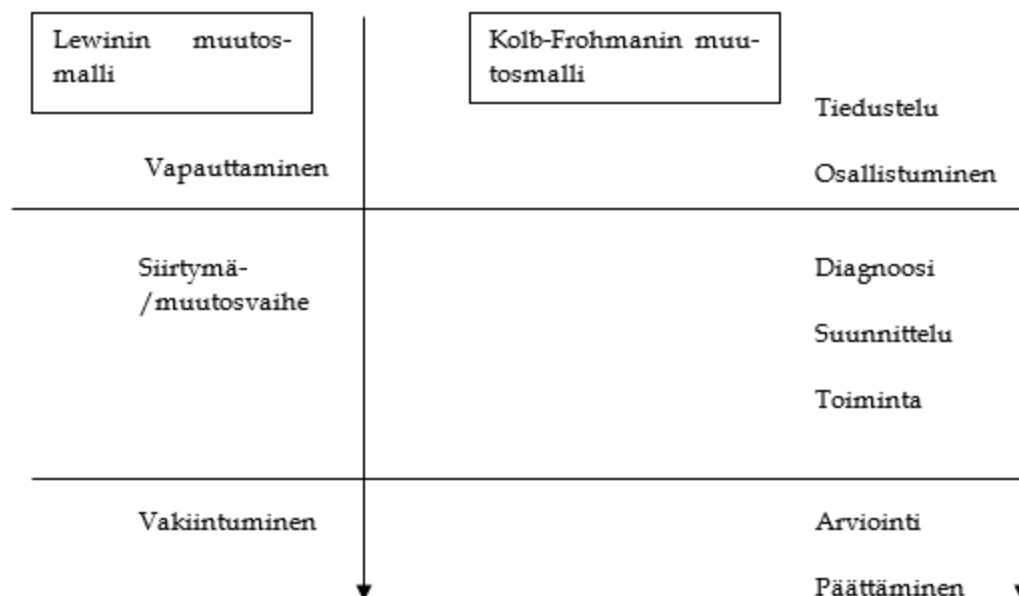 Lewinin muutos-
malli
Kolb-Frohmanin muu-
tosmalli
Tiedustelu
Vapauttaminen
Osallistuminen
Siirtymä-
/muutosvaihe
Diagnoosi
Suunnittelu
Toiminta
Vakiintuminen
Arviointi
Päättäminen